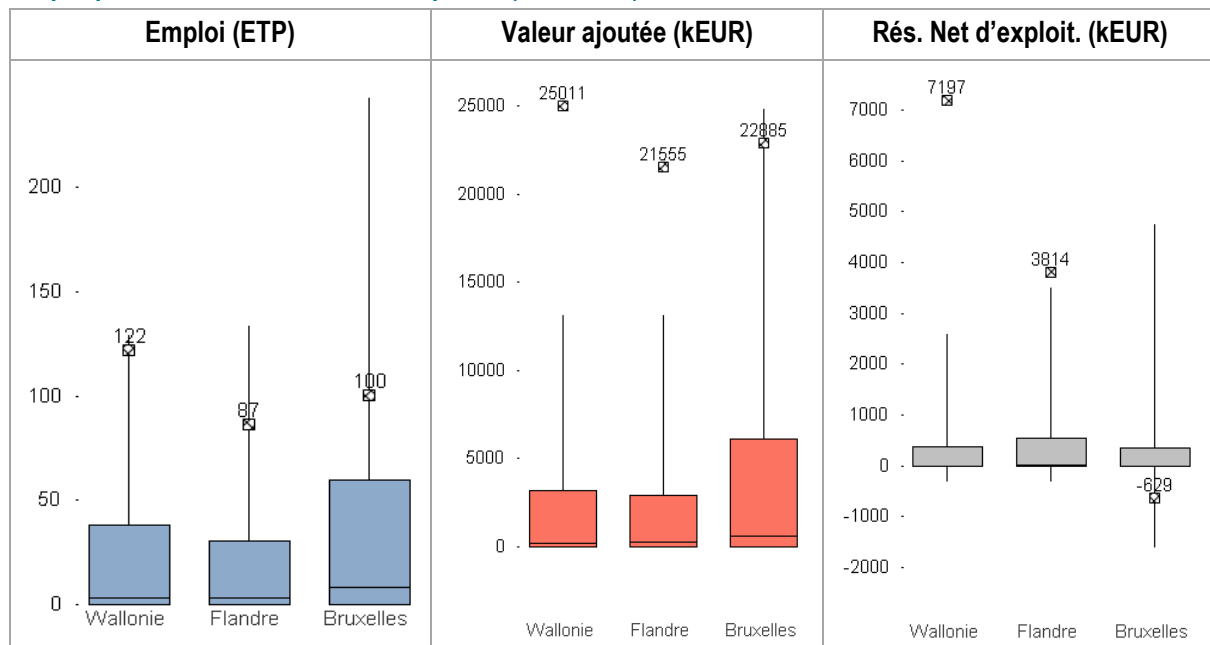 Emploi (ETP)
Valeur ajoutée (kEUR)
Rés. Net d'exploit. (kEUR)
200
150
100
50
0
122
87
100
Wallonie
Flandre
Bruxelles
25000
20000
15000
10000
5000
0
25011
21555
22885
Wallonie
Flandre
Bruxelles
7000
6000
5000
4000
3000
2000
1000
0
-1000
-2000
7197
3814
-629
Wallonie
Flandre
Bruxelles